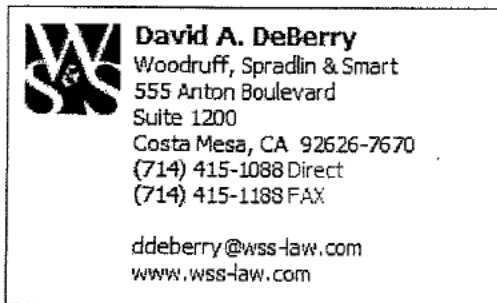 W
S&S
David A. DeBerry
Woodruff, Spradlin & Smart
555 Anton Boulevard
Suite 1200
Costa Mesa, CA 92626-7670
(714) 415-1088 Direct
(714) 415-1188 FAX
ddeberry@wss-law.com
www.wss-law.com